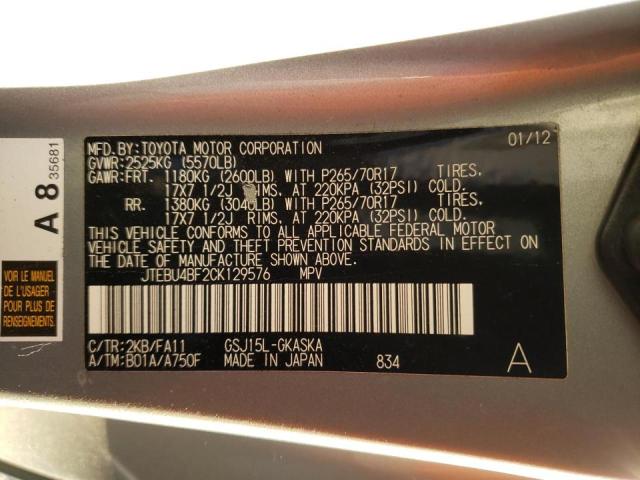 MFD.BY:TOYOTA MOTOR CORPORATION 01/12
GVWR:2525KG (5570LB)
GAWR:FRT. 1180KG (2600LB) WITH P265/70R17 TIRES,
17X7 1/2J RIMS, AT 220KPA (32PSI) COLD.
RR. 1380KG (3040LB) WITH P265/70R17 TIRES,
17X7 1/2J RIMS, AT 220KPA (32PSI) COLD.
THIS VEHICLE CONFORMS TO ALL APPLICABLE FEDERAL MOTOR
VEHICLE SAFETY AND THEFT PREVENTION STANDARDS IN EFFECT ON
THE DATE OF MANUFACTURE SHOWN ABOVE.
JTEBU4BF2CK129576 MPV
C/TR:2KB/FA11 GSJ15L-GKASKA
A/TM:B01A/A750F MADE IN JAPAN 834 A
A 8 35681
VOIR LE
MANUEL DE
L'USAGER
POUR PLUS DE
RENSEIGNEMENTS.